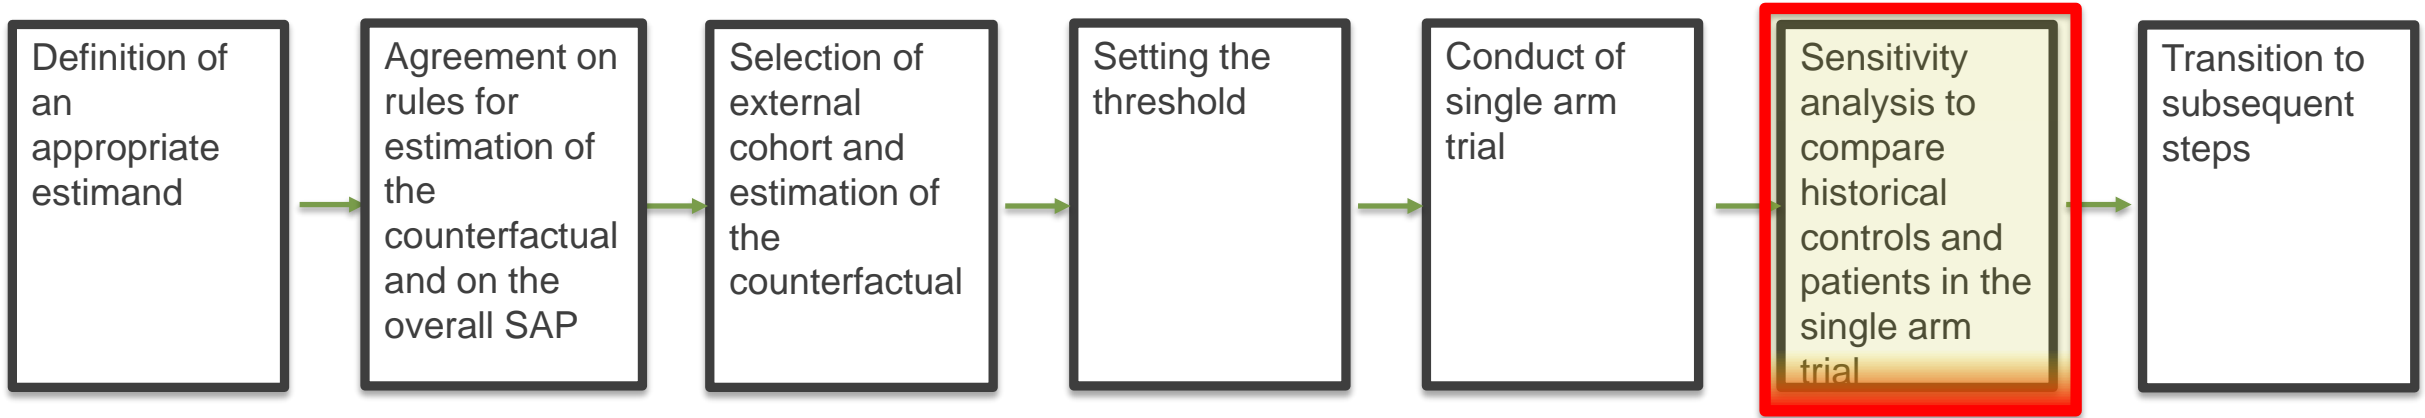 Definition of
an
appropriate
estimand
Agreement on
rules for
estimation of
the
counterfactual
and on the
overall SAP
Selection of
external
cohort and
estimation of
the
counterfactual
Setting the
threshold
Conduct of
single arm
trial
Sensitivity
analysis to
compare
historical
controls and
patients in the
single arm
trial
Transition to
subsequent
steps